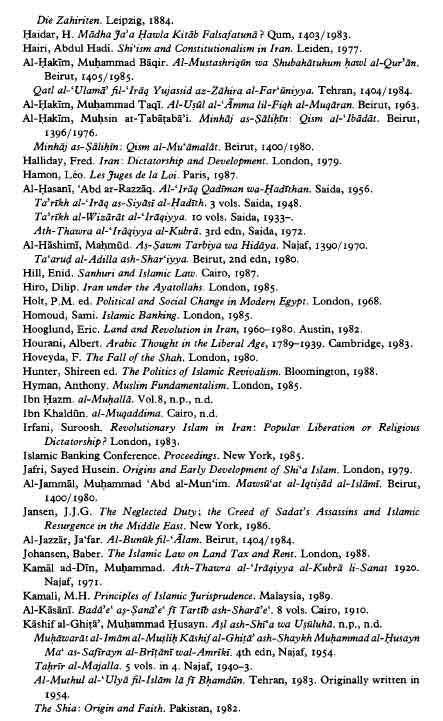 Die Zahiriten. Leipzig, 1884.
Ḥaidar, H. Mādha Ja'a Ḥawla Kitāb Falsafatunā? Qum, 1403/1983.
Hairi, Abdul Hadi. Shi'ism and Constitutionalism in Iran. Leiden, 1977.
Al-Ḥakīm, Muḥammad Bāqir. Al-Mustashriqūn wa Shubahātuhum ḥawl al-Qur'ān.
Beirut, 1405/1985.
Qatl al-'Ulamā' fil-'Irāq Yujassid az-Zāhira al-Far'ūniyya. Tehran, 1404/1984.
Al-Ḥakīm, Muḥammad Taqī. Al-Uṣūl al-'Āmma lil-Fiqh al-Muqāran. Beirut, 1963.
Al-Ḥakīm, Muḥsin at-Ṭabāṭabā'i. Minhāj as-Ṣāliḥīn: Qism al-'Ibādāt. Beirut,
1396/1976.
Minhāj as-Ṣāliḥīn: Qism al-Mu'āmalāt. Beirut, 1400/1980.
Halliday, Fred. Iran: Dictatorship and Development. London, 1979.
Hamon, Léo. Les Juges de la Loi. Paris, 1987.
Al-Ḥasanī, 'Abd ar-Razzāq. Al-'Irāq Qadīman wa-Ḥadīthan. Saida, 1956.
Ta'rīkh al-'Irāq as-Siyāsī al-Ḥadīth. 3 vols. Saida, 1948.
Ta'rīkh al-Wizārāt al-'Irāqiyya. 10 vols. Saida, 1933–.
Ath-Thawra al-'Irāqiyya al-Kubrā. 3rd edn, Saida, 1972.
Al-Hāshimī, Maḥmūd. Aṣ-Ṣawm Tarbiya wa Hidāya. Najaf, 1390/1970.
Ta'āruḍ al-Adilla ash-Shar'iyya. Beirut, 2nd edn, 1980.
Hill, Enid. Sanhuri and Islamic Law. Cairo, 1987.
Hiro, Dilip. Iran under the Ayatollahs. London, 1985.
Holt, P.M. ed. Political and Social Change in Modern Egypt. London, 1968.
Homoud, Sami. Islamic Banking. London, 1985.
Hooglund, Eric. Land and Revolution in Iran, 1960–1980. Austin, 1982.
Hourani, Albert. Arabic Thought in the Liberal Age, 1789–1939. Cambridge, 1983.
Hoveyda, F. The Fall of the Shah. London, 1980.
Hunter, Shireen ed. The Politics of Islamic Revivalism. Bloomington, 1988.
Hyman, Anthony. Muslim Fundamentalism. London, 1985.
Ibn Ḥazm. al-Muḥallā. Vol.8, n.p., n.d.
Ibn Khaldūn. al-Muqaddima. Cairo, n.d.
Irfani, Suroosh. Revolutionary Islam in Iran: Popular Liberation or Religious
Dictatorship? London, 1983.
Islamic Banking Conference. Proceedings. New York, 1985.
Jafri, Sayed Husein. Origins and Early Development of Shi'a Islam. London, 1979.
Al-Jammāl, Muḥammad 'Abd al-Mun'im. Mawsū'at al-Iqtiṣād al-Islāmī. Beirut,
1400/1980.
Jansen, J.J.G. The Neglected Duty; the Creed of Sadat's Assassins and Islamic
Resurgence in the Middle East. New York, 1986.
Al-Jazzār, Ja'far. Al-Bunūk fil-'Ālam. Beirut, 1404/1984.
Johansen, Baber. The Islamic Law on Land Tax and Rent. London, 1988.
Kamāl ad-Dīn, Muḥammad. Ath-Thawra al-'Irāqiyya al-Kubrā li-Sanat 1920.
Najaf, 1971.
Kamali, M.H. Principles of Islamic Jurisprudence. Malaysia, 1989.
Al-Kāsānī. Badā'e' aṣ-Ṣanā'e' fī Tartīb ash-Sharā'e'. 8 vols. Cairo, 1910.
Kāshif al-Ghiṭā', Muḥammad Ḥusayn. Aṣl ash-Shī'a wa Uṣūluhā. n.p., n.d.
Muḥāwarāt al-Imām al-Muṣliḥ Kāshif al-Ghiṭā' ash-Shaykh Muḥammad al-Ḥusayn
Ma' as-Safīrayn al-Brīṭānī wal-Amrīkī. 4th edn, Najaf, 1954.
Taḥrīr al-Majalla. 5 vols. in 4. Najaf, 1940–3.
Al-Muthul al-'Ulyā fil-Islām lā fī Bḥamdūn. Tehran, 1983. Originally written in
1954.
The Shia: Origin and Faith. Pakistan, 1982.